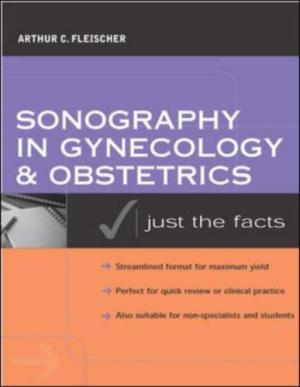 ARTHUR C. FLEISCHER
SONOGRAPHY
IN GYNECOLOGY
& OBSTETRICS
just the facts
Streamlined format for maximum yield
Perfect for quick review or clinical practice
Also suitable for non-specialists and students